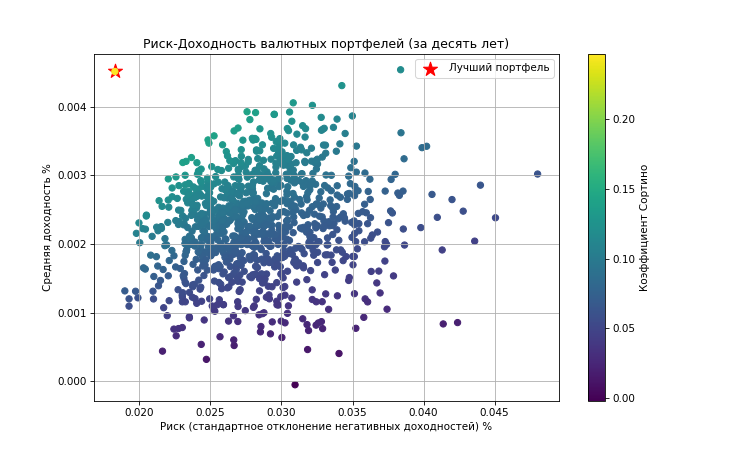 Риск-Доходность валютных портфелей (за десять лет)
Лучший портфель
Средняя доходность %
0.004
0.003
0.002
0.001
0.000
0.020 0.025 0.030 0.035 0.040 0.045
Риск (стандартное отклонение негативных доходностей) %
0.20
0.15
0.10
0.05
0.00
Коэффициент Сортино